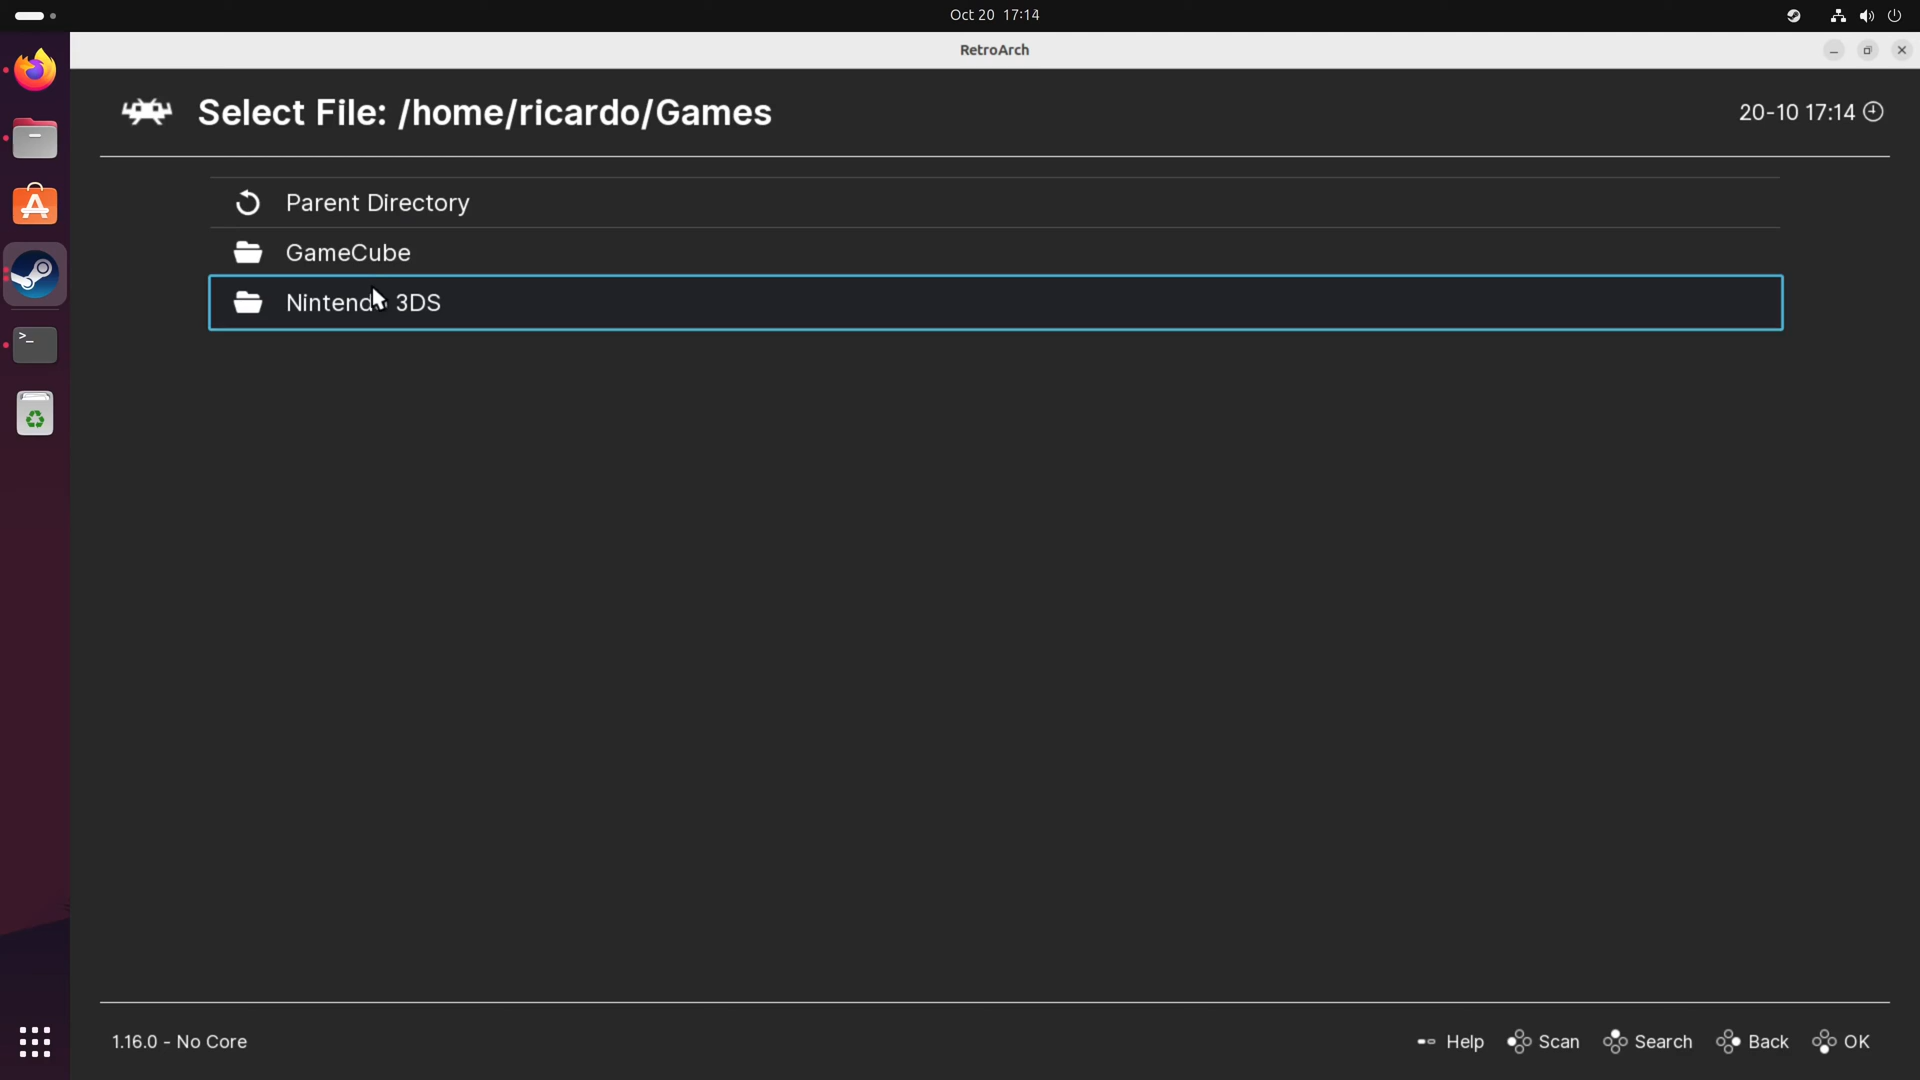 Oct 20 17:14
RetroArch
Select File: /home/ricardo/Games
20-10 17:14
Parent Directory
GameCube
Nintendo 3DS
1.16.0 - No Core
Help Scan Search Back OK